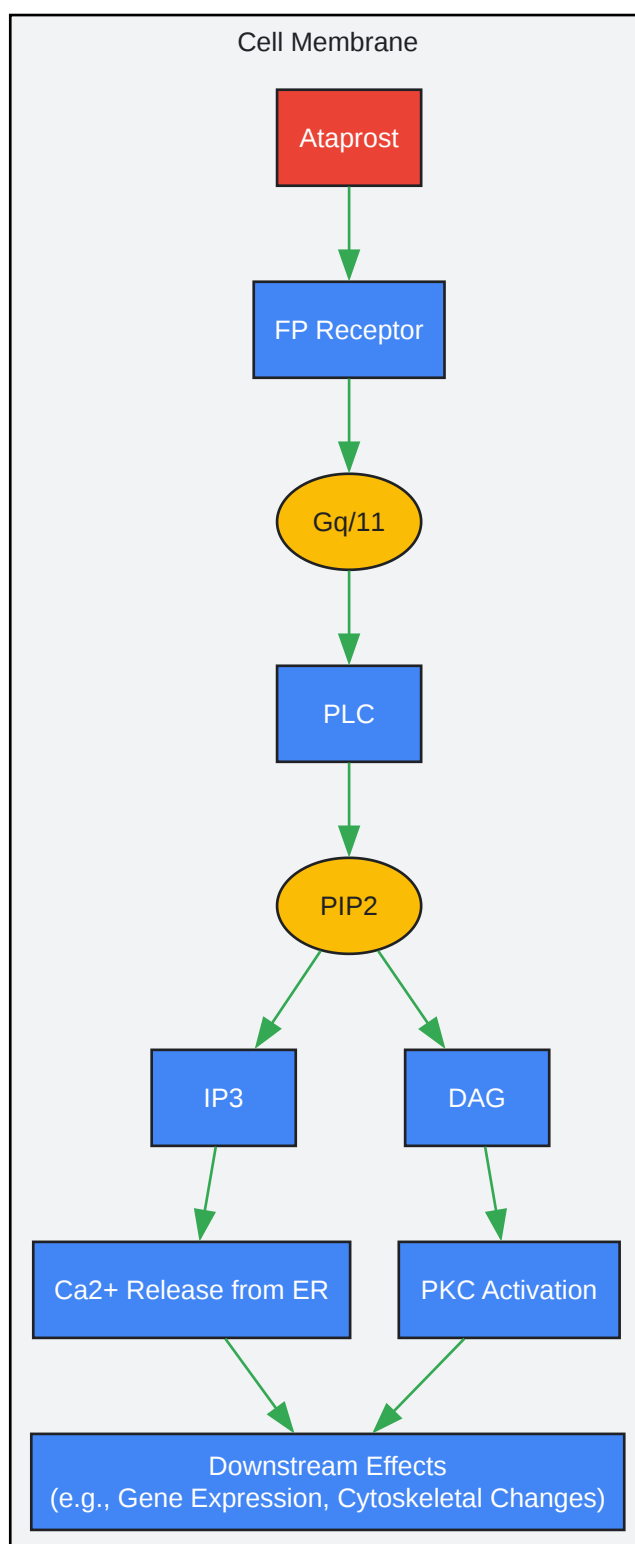 Cell Membrane
Ataprost
FP Receptor
Gq/11
PLC
PIP2
IP3
DAG
Ca2+ Release from ER
PKC Activation
Downstream Effects
(e.g., Gene Expression, Cytoskeletal Changes)